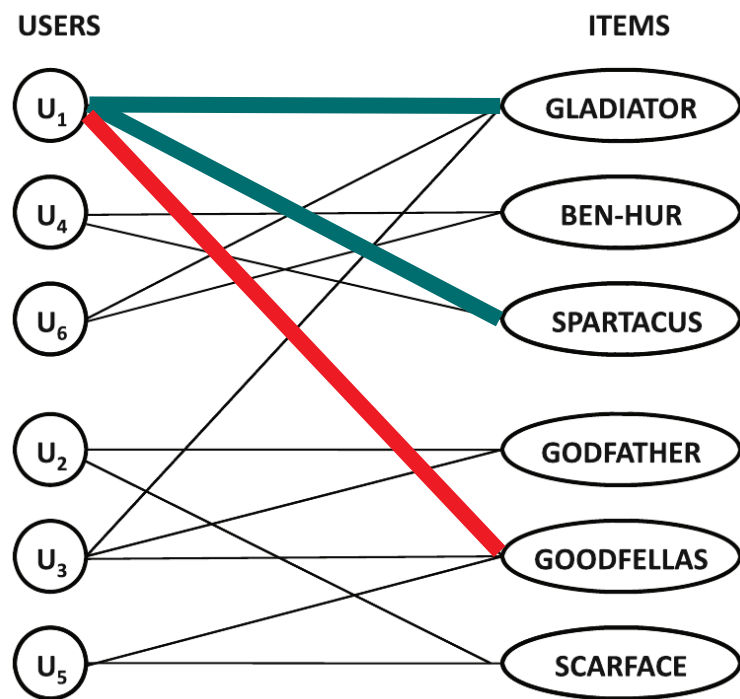 USERS ITEMS
U1 GLADIATOR
U4 BEN-HUR
U6 SPARTACUS
U2 GODFATHER
U3 GOODFELLAS
U5 SCARFACE